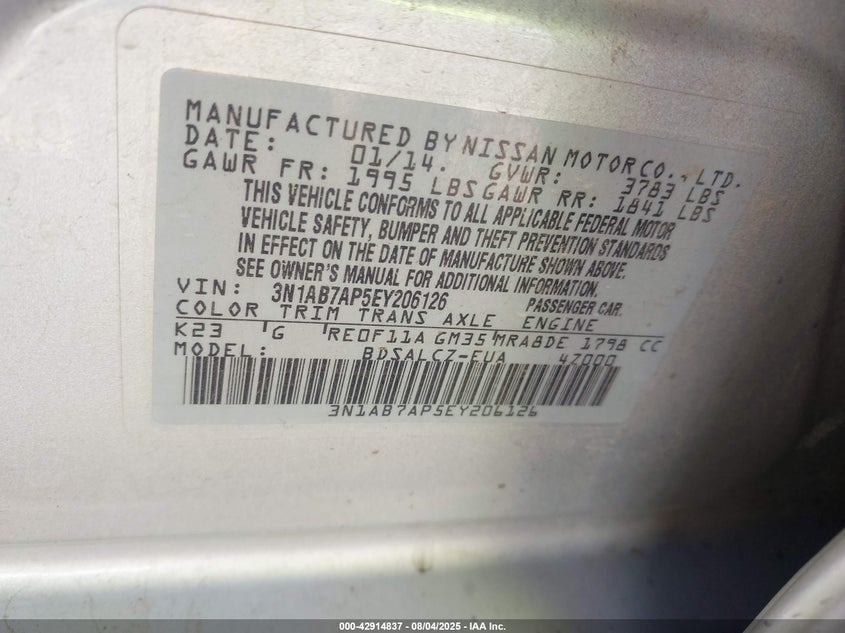 MANUFACTURED BY NISSAN MOTOR CO., LTD.
DATE: 01/14. GVWR: 3783 LBS
GAWR FR: 1995 LBS GAWR RR: 1841 LBS
THIS VEHICLE CONFORMS TO ALL APPLICABLE FEDERAL MOTOR
VEHICLE SAFETY, BUMPER AND THEFT PREVENTION STANDARDS
IN EFFECT ON THE DATE OF MANUFACTURE SHOWN ABOVE.
SEE OWNER'S MANUAL FOR ADDITIONAL INFORMATION.
VIN: 3N1AB7AP5EY206126 PASSENGER CAR.
COLOR TRIM TRANS AXLE ENGINE
K23 G RE0F11A GM35 MRA8DE 1798 CC
MODEL: BDSALCZ-EUA 47000
3N1AB7AP5EY206126
000-42914837 - 08/04/2025 - IAA Inc.